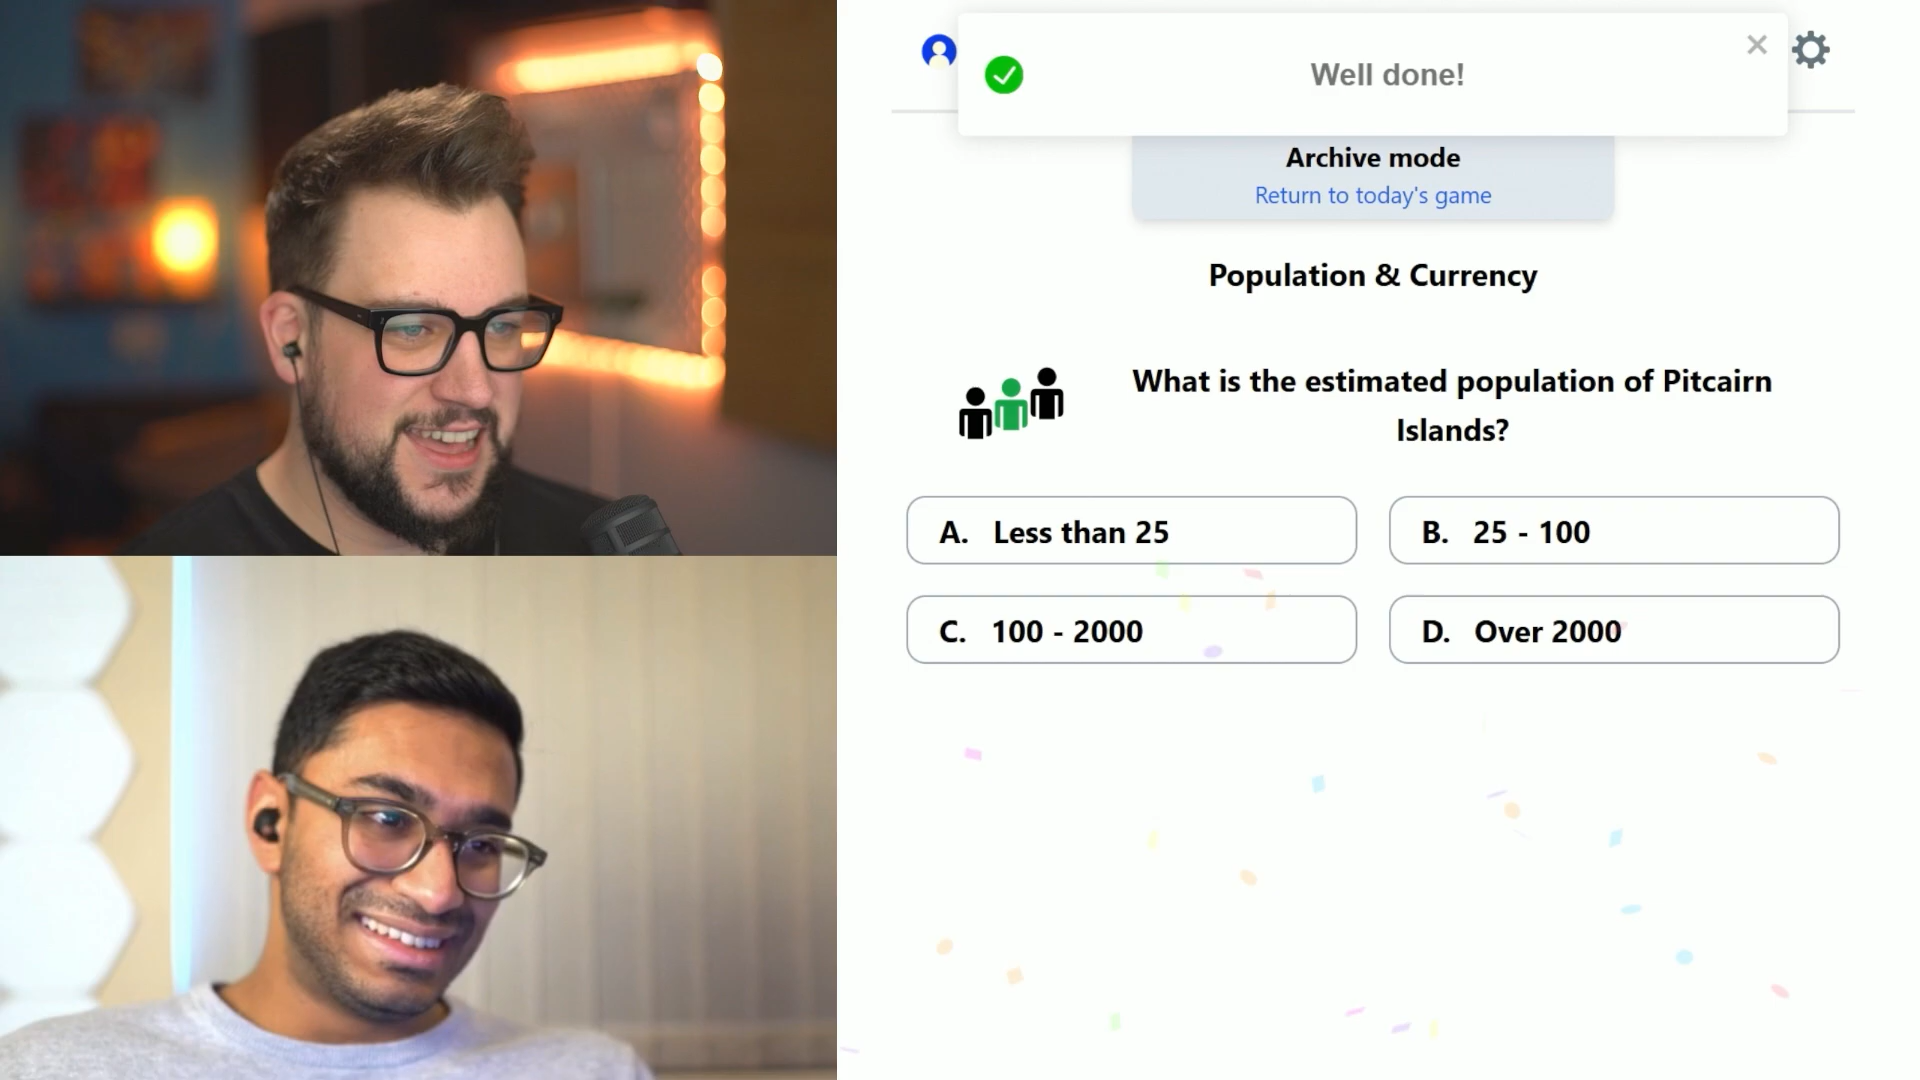 Well done!
Archive mode
Return to today's game
Population & Currency
What is the estimated population of Pitcairn
Islands?
A. Less than 25
B. 25 - 100
C. 100 - 2000
D. Over 2000